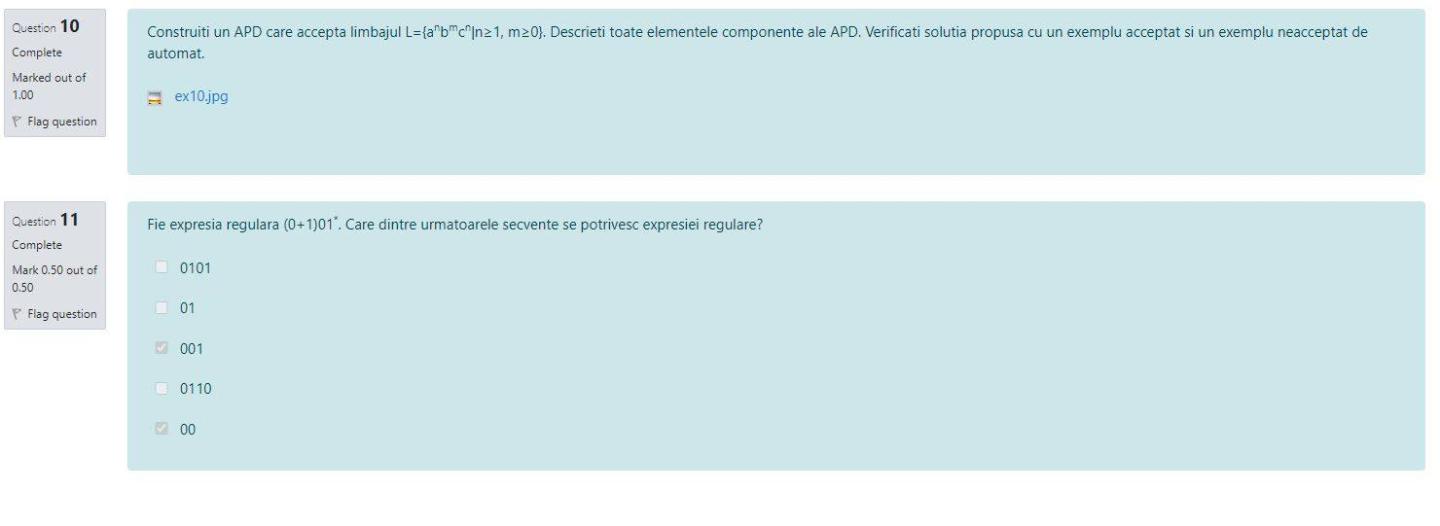 Question 10
Complete
Marked out of
1.00
Flag question
Construiti un APD care accepta limbajul L={aⁿbᵐcⁿ|n≥1, m≥0}. Descrieti toate elementele componente ale APD. Verificati solutia propusa cu un exemplu acceptat si un exemplu neacceptat de
automat.
ex10.jpg
Question 11
Complete
Mark 0.50 out of
0.50
Flag question
Fie expresia regulara (0+1)01*. Care dintre urmatoarele secvente se potrivesc expresiei regulare?
0101
01
001
0110
00